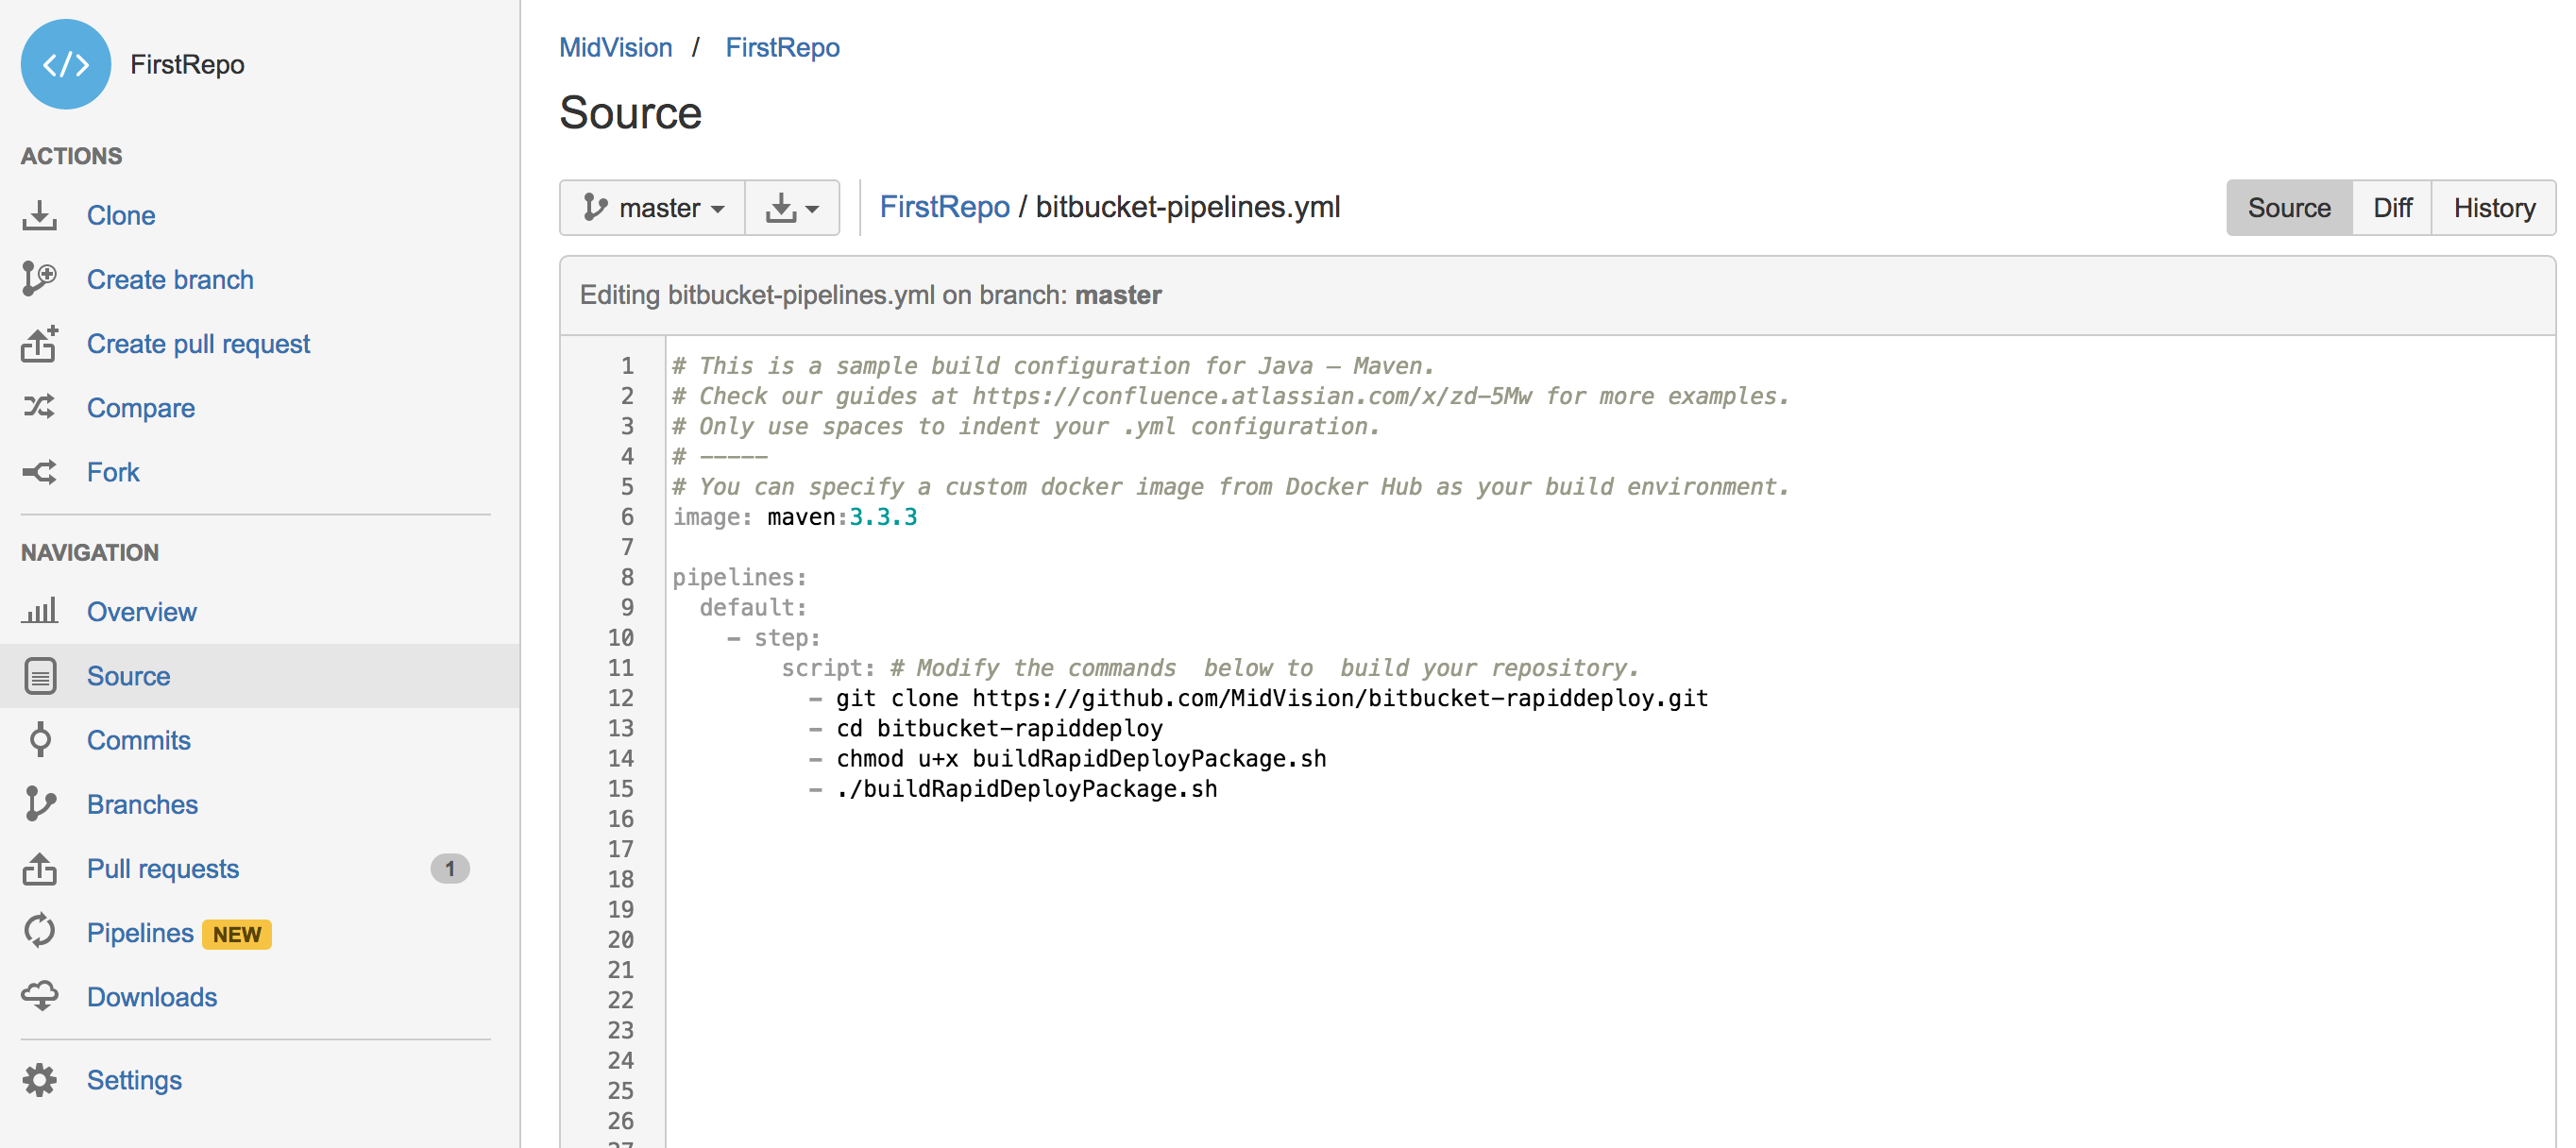 FirstRepo
ACTIONS
Clone
Create branch
Create pull request
Compare
Fork
NAVIGATION
Overview
Source
Commits
Branches
Pull requests 1
Pipelines NEW
Downloads
Settings
MidVision / FirstRepo
Source
master
FirstRepo / bitbucket-pipelines.yml
Source Diff History
Editing bitbucket-pipelines.yml on branch: master
1 # This is a sample build configuration for Java – Maven.
2 # Check our guides at https://confluence.atlassian.com/x/zd-5Mw for more examples.
3 # Only use spaces to indent your .yml configuration.
4 # -----
5 # You can specify a custom docker image from Docker Hub as your build environment.
6 image: maven:3.3.3
7
8 pipelines:
9 default:
10 - step:
11 script: # Modify the commands  below to  build your repository.
12 - git clone https://github.com/MidVision/bitbucket-rapiddeploy.git
13 - cd bitbucket-rapiddeploy
14 - chmod u+x buildRapidDeployPackage.sh
15 - ./buildRapidDeployPackage.sh
16
17
18
19
20
21
22
23
24
25
26
27